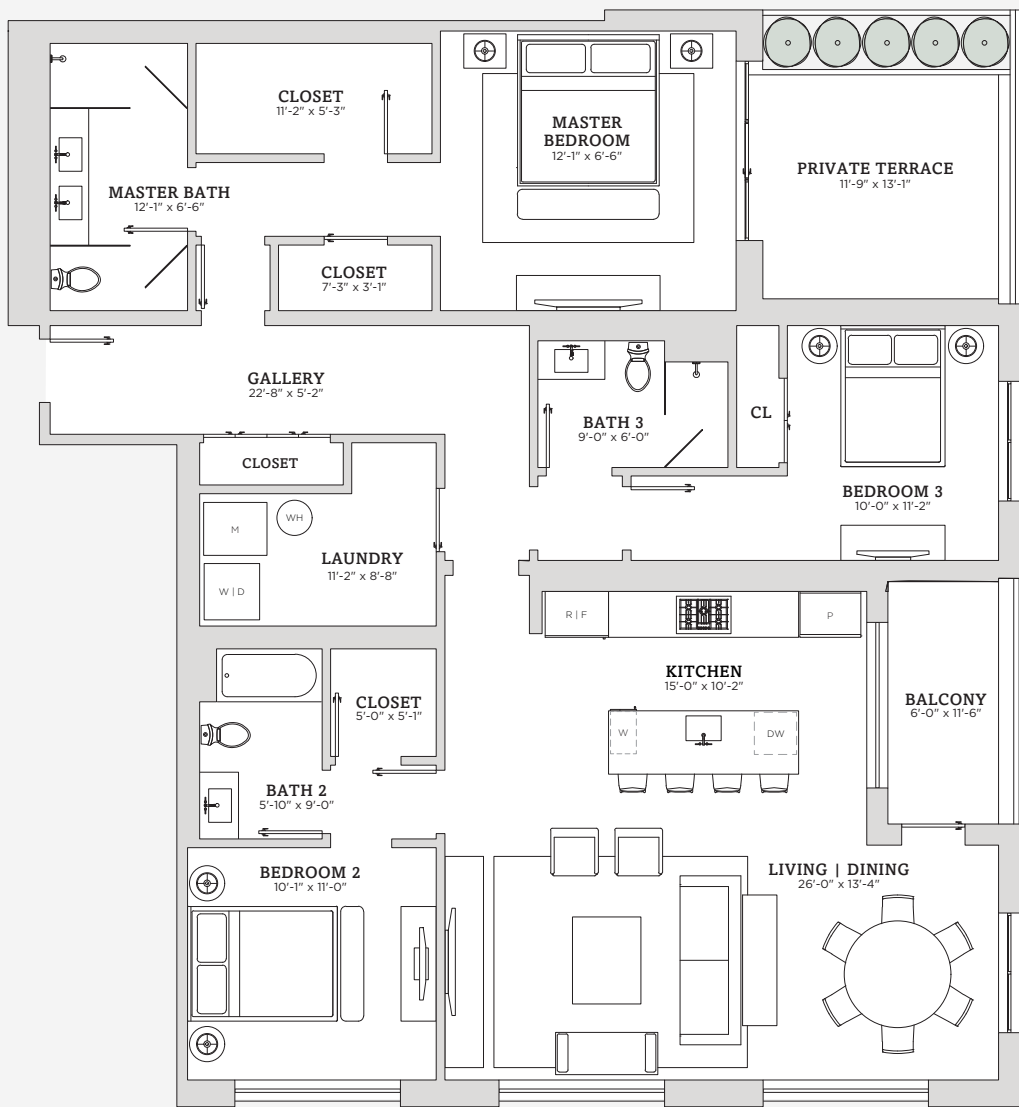 CLOSET
11'-2" x 5'-3"
MASTER
BEDROOM
12'-1" x 6'-6"
PRIVATE TERRACE
11'-9" x 13'-1"
MASTER BATH
12'-1" x 6'-6"
CLOSET
7'-3" x 3'-1"
GALLERY
22'-8" x 5'-2"
BATH 3
9'-0" x 6'-0"
CL
CLOSET
BEDROOM 3
10'-0" x 11'-2"
M
WH
LAUNDRY
11'-2" x 8'-8"
W | D
R | F
P
KITCHEN
15'-0" x 10'-2"
CLOSET
5'-0" x 5'-1"
BALCONY
6'-0" x 11'-6"
W
DW
BATH 2
5'-10" x 9'-0"
BEDROOM 2
10'-1" x 11'-0"
LIVING | DINING
26'-0" x 13'-4"